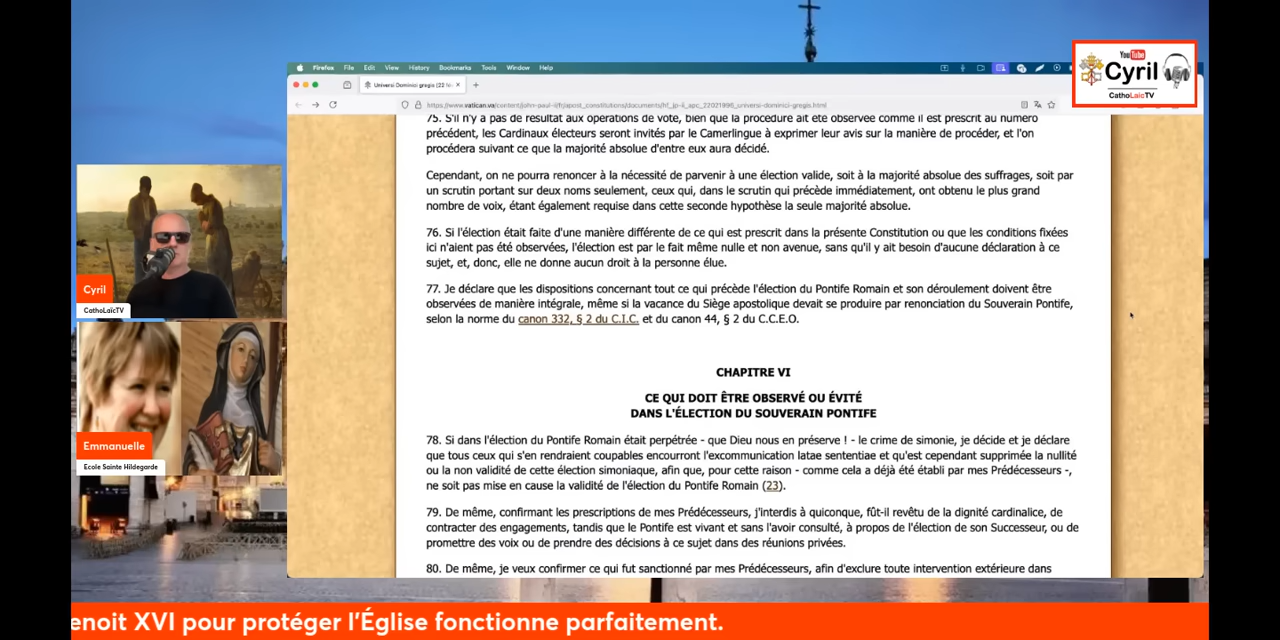 Firefox File Edit View History Bookmarks Tools Window Help
Universi Dominici gregis (22 fé
https://www.vatican.va/content/john-paul-ii/fr/apost_constitutions/documents/hf_jp-ii_apc_22021996_universi-dominici-gregis.html
YouTube
Cyril
CathoLaïcTV
75. S'il n'y a pas de résultat aux opérations de vote, bien que la procédure ait été observée comme il est prescrit au numéro
précédent, les Cardinaux électeurs seront invités par le Camerlingue à exprimer leur avis sur la manière de procéder, et l'on
procédera suivant ce que la majorité absolue d'entre eux aura décidé.
Cependant, on ne pourra renoncer à la nécessité de parvenir à une élection valide, soit à la majorité absolue des suffrages, soit par
un scrutin portant sur deux noms seulement, ceux qui, dans le scrutin qui précède immédiatement, ont obtenu le plus grand
nombre de voix, étant également requise dans cette seconde hypothèse la seule majorité absolue.
76. Si l'élection était faite d'une manière différente de ce qui est prescrit dans la présente Constitution ou que les conditions fixées
ici n'aient pas été observées, l'élection est par le fait même nulle et non avenue, sans qu'il y ait besoin d'aucune déclaration à ce
sujet, et, donc, elle ne donne aucun droit à la personne élue.
77. Je déclare que les dispositions concernant tout ce qui précède l'élection du Pontife Romain et son déroulement doivent être
observées de manière intégrale, même si la vacance du Siège apostolique devait se produire par renonciation du Souverain Pontife,
selon la norme du canon 332, § 2 du C.I.C. et du canon 44, § 2 du C.C.E.O.
CHAPITRE VI
CE QUI DOIT ÊTRE OBSERVÉ OU ÉVITÉ
DANS L'ÉLECTION DU SOUVERAIN PONTIFE
78. Si dans l'élection du Pontife Romain était perpétrée - que Dieu nous en préserve ! - le crime de simonie, je décide et je déclare
que tous ceux qui s'en rendraient coupables encourront l'excommunication latae sententiae et qu'est cependant supprimée la nullité
ou la non validité de cette élection simoniaque, afin que, pour cette raison - comme cela a déjà été établi par mes Prédécesseurs -,
ne soit pas mise en cause la validité de l'élection du Pontife Romain (23).
79. De même, confirmant les prescriptions de mes Prédécesseurs, j'interdis à quiconque, fût-il revêtu de la dignité cardinalice, de
contracter des engagements, tandis que le Pontife est vivant et sans l'avoir consulté, à propos de l'élection de son Successeur, ou de
promettre des voix ou de prendre des décisions à ce sujet dans des réunions privées.
80. De même, je veux confirmer ce qui fut sanctionné par mes Prédécesseurs, afin d'exclure toute intervention extérieure dans
Cyril
CathoLaïcTV
Emmanuelle
Ecole Sainte Hildegarde
enoit XVI pour protéger l'Église fonctionne parfaitement.